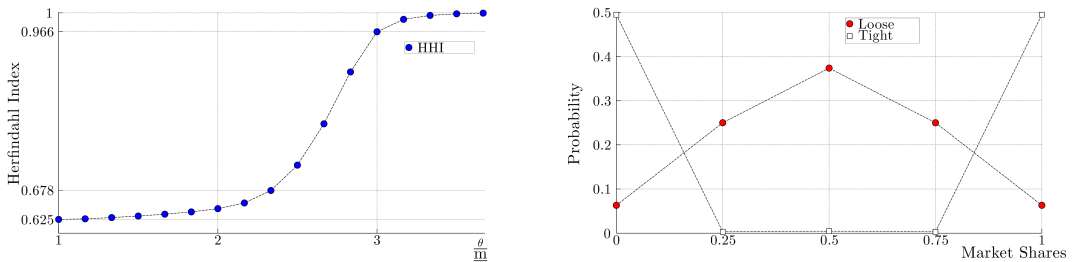 1
0.966
HHI
Herfindahl Index
0.678
0.625
1
2
3
θ
m
0.5
Loose
Tight
0.4
0.3
Probability
0.2
0.1
0
0
0.25
0.5
0.75
1
Market Shares